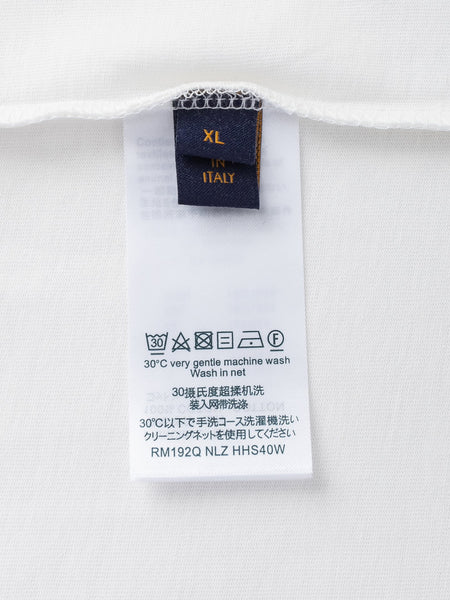 XL
IN
ITALY
30
F
30°C very gentle machine wash
Wash in net
30摄氏度超揉机洗
装入网带洗涤
30℃以下で手洗コース洗濯機洗い
クリーニングネットを使用してください
RM192Q NLZ HHS40W